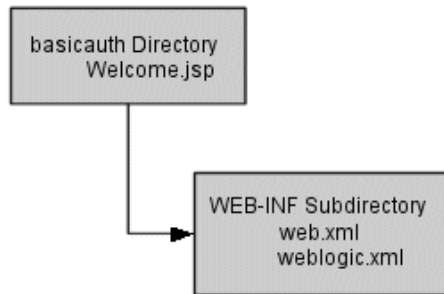 basicauth Directory
Welcome.jsp
WEB-INF Subdirectory
web.xml
weblogic.xml